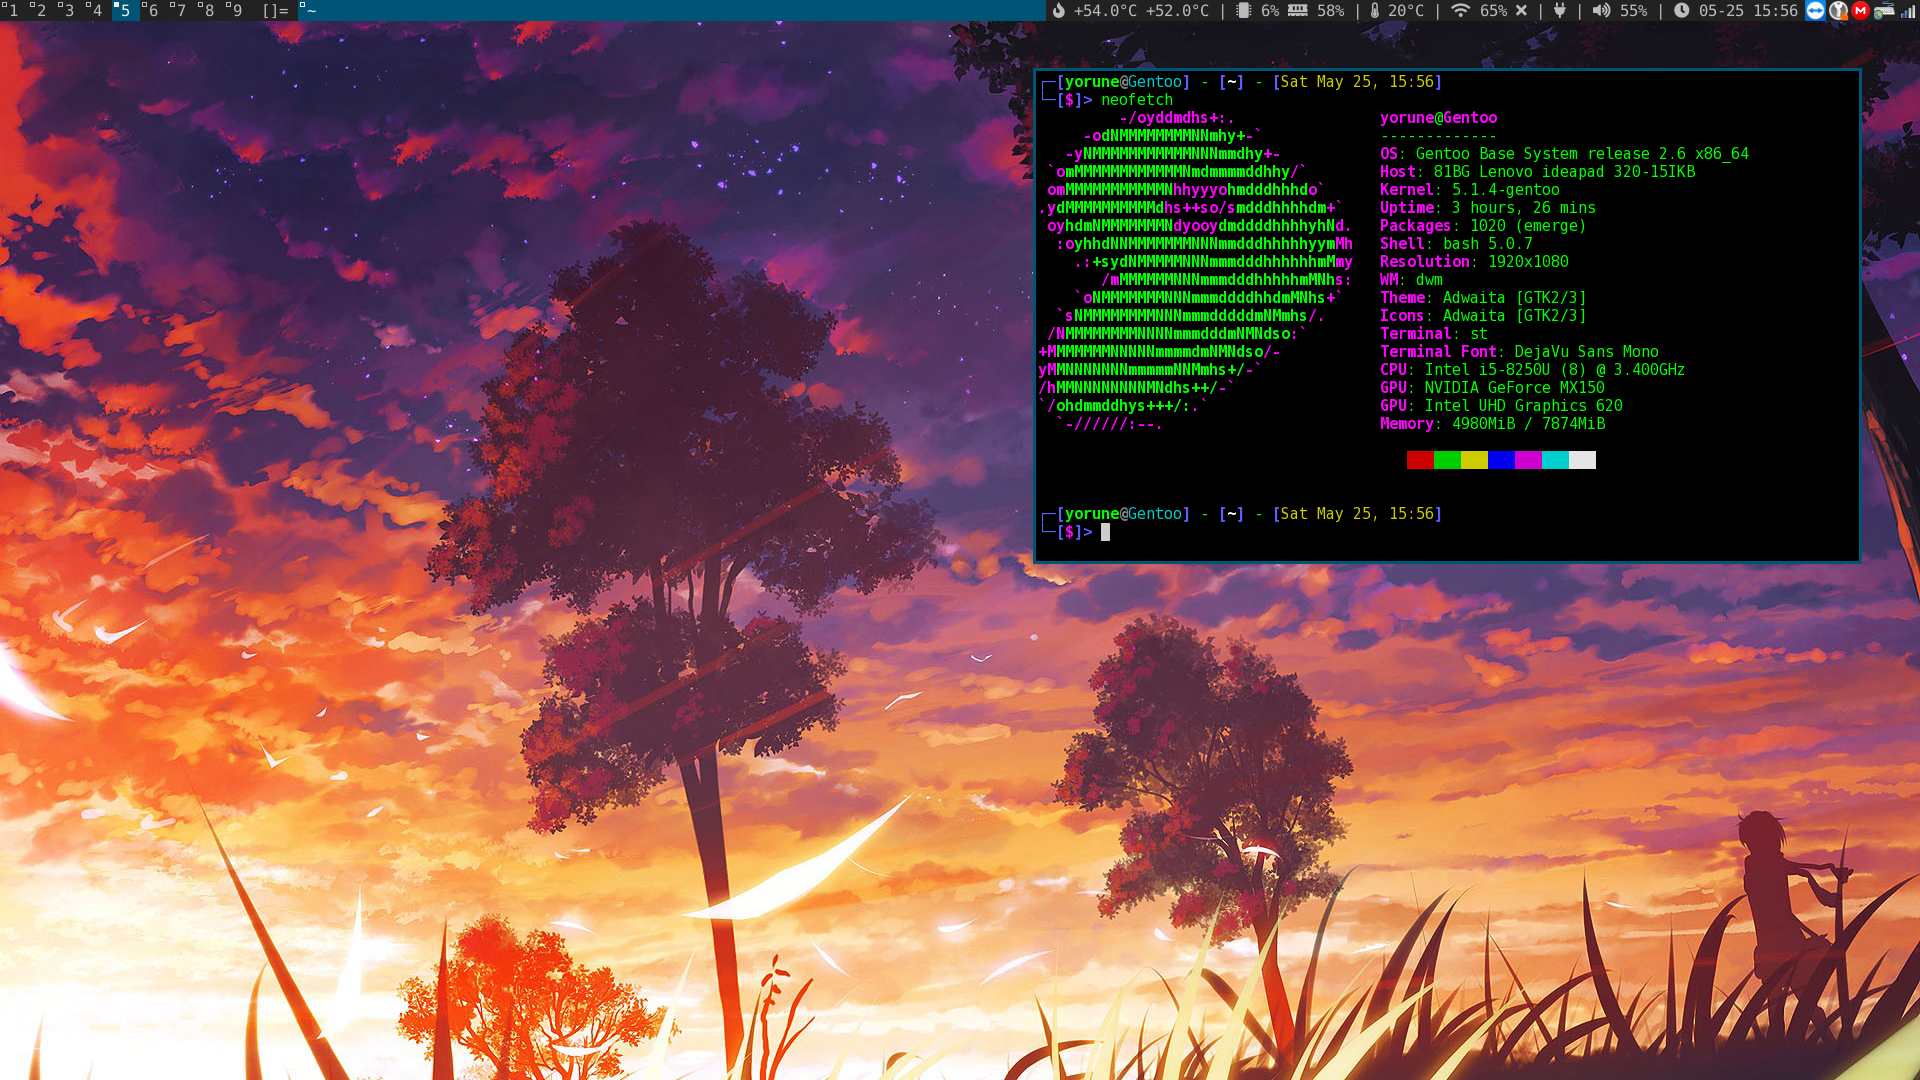 1 2 3 4 5 6 7 8 9 []= ~ +54.0°C +52.0°C | 6% 58% | 20°C | 65% | | 55% | 05-25 15:56
┌─[yorune@Gentoo] - [~] - [Sat May 25, 15:56]
└─[$]> neofetch
-/oyddmdhs+:. yorune@Gentoo
-odNMMMMMMMMNNmhy+-` -------------
-yNMMMMMMMMMMMNNNmmdhy+- OS: Gentoo Base System release 2.6 x86_64
`omMMMMMMMMMMMMNmdmmmmddhhy/` Host: 81BG Lenovo ideapad 320-15IKB
omMMMMMMMMMMMNhhyyyohmdddhhhdo` Kernel: 5.1.4-gentoo
.ydMMMMMMMMMMdhs++so/smdddhhhhdm+` Uptime: 3 hours, 26 mins
oyhdmNMMMMMMMNdyooydmddddhhhhyhNd. Packages: 1020 (emerge)
:oyhhdNNMMMMMMMNNNmmdddhhhhhyymMh Shell: bash 5.0.7
.:+sydNMMMMMNNNmmmdddhhhhhhmMmy Resolution: 1920x1080
/mMMMMMMNNNmmmdddhhhhhmMNhs: WM: dwm
`oNMMMMMMMNNNmmmddddhhdmMNhs+` Theme: Adwaita [GTK2/3]
`sNMMMMMMMMNNNmmmdddddmNMmhs/. Icons: Adwaita [GTK2/3]
/NMMMMMMMMNNNNmmmdddmNMNdso:` Terminal: st
+MMMMMMMNNNNNmmmmdmNMNdso/- Terminal Font: DejaVu Sans Mono
yMMNNNNNNNmmmmmNNMmhs+/-` CPU: Intel i5-8250U (8) @ 3.400GHz
/hMMNNNNNNNNMNdhs++/-` GPU: NVIDIA GeForce MX150
`/ohdmmddhys+++/:.` GPU: Intel UHD Graphics 620
`-//////:--. Memory: 4980MiB / 7874MiB
┌─[yorune@Gentoo] - [~] - [Sat May 25, 15:56]
└─[$]>